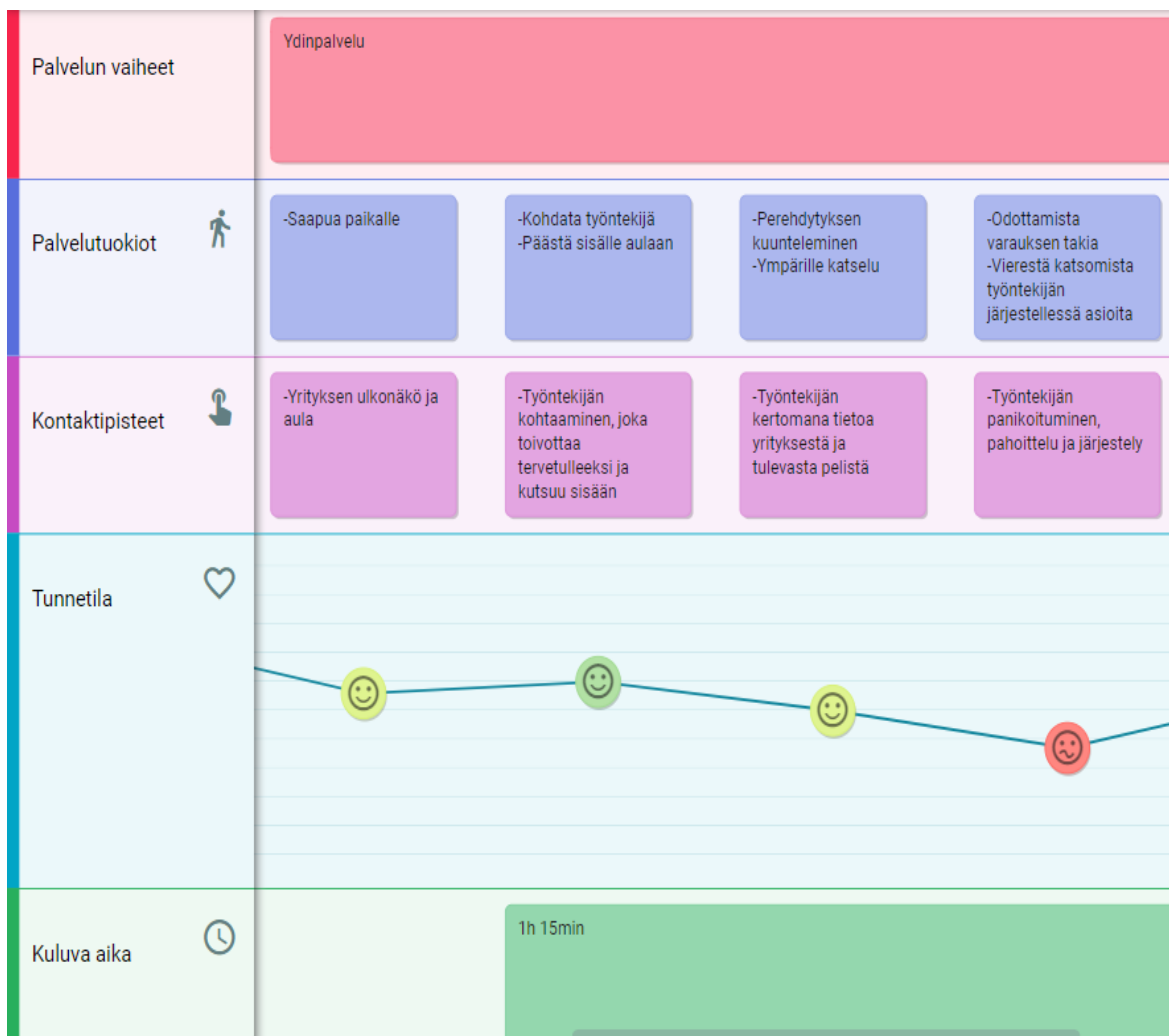 Palvelun vaiheet
Ydinpalvelu
Palvelutuokiot
-Saapua paikalle
-Kohdata työntekijä
-Päästä sisälle aulaan
-Perehdytyksen
kuunteleminen
-Ympärille katselu
-Odottamista
varauksen takia
-Vierestä katsomista
työntekijän
järjestellessä asioita
Kontaktipisteet
-Yrityksen ulkonäkö ja
aula
-Työntekijän
kohtaaminen, joka
toivottaa
tervetulleeksi ja
kutsuu sisään
-Työntekijän
kertomana tietoa
yrityksestä ja
tulevasta pelistä
-Työntekijän
panikoituminen,
pahoittelu ja järjestely
Tunnetila
Kuluva aika
1h 15min